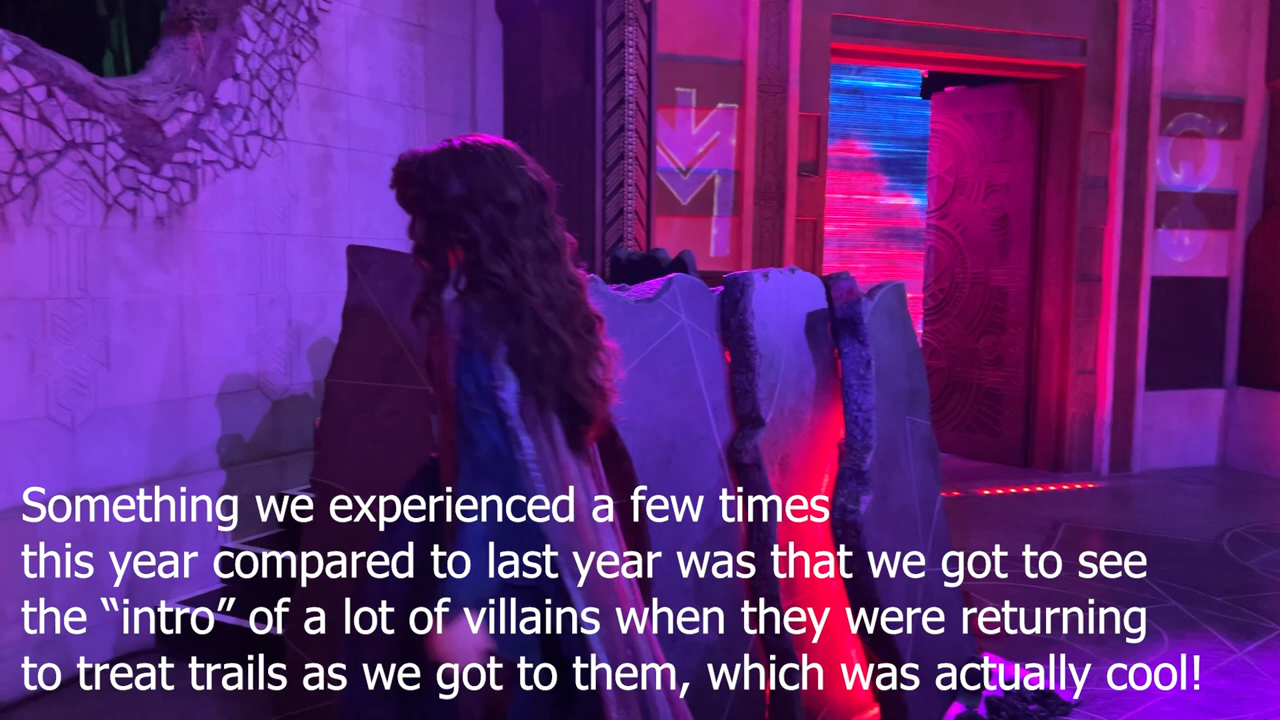 Something we experienced a few times
this year compared to last year was that we got to see
the “intro” of a lot of villains when they were returning
to treat trails as we got to them, which was actually cool!